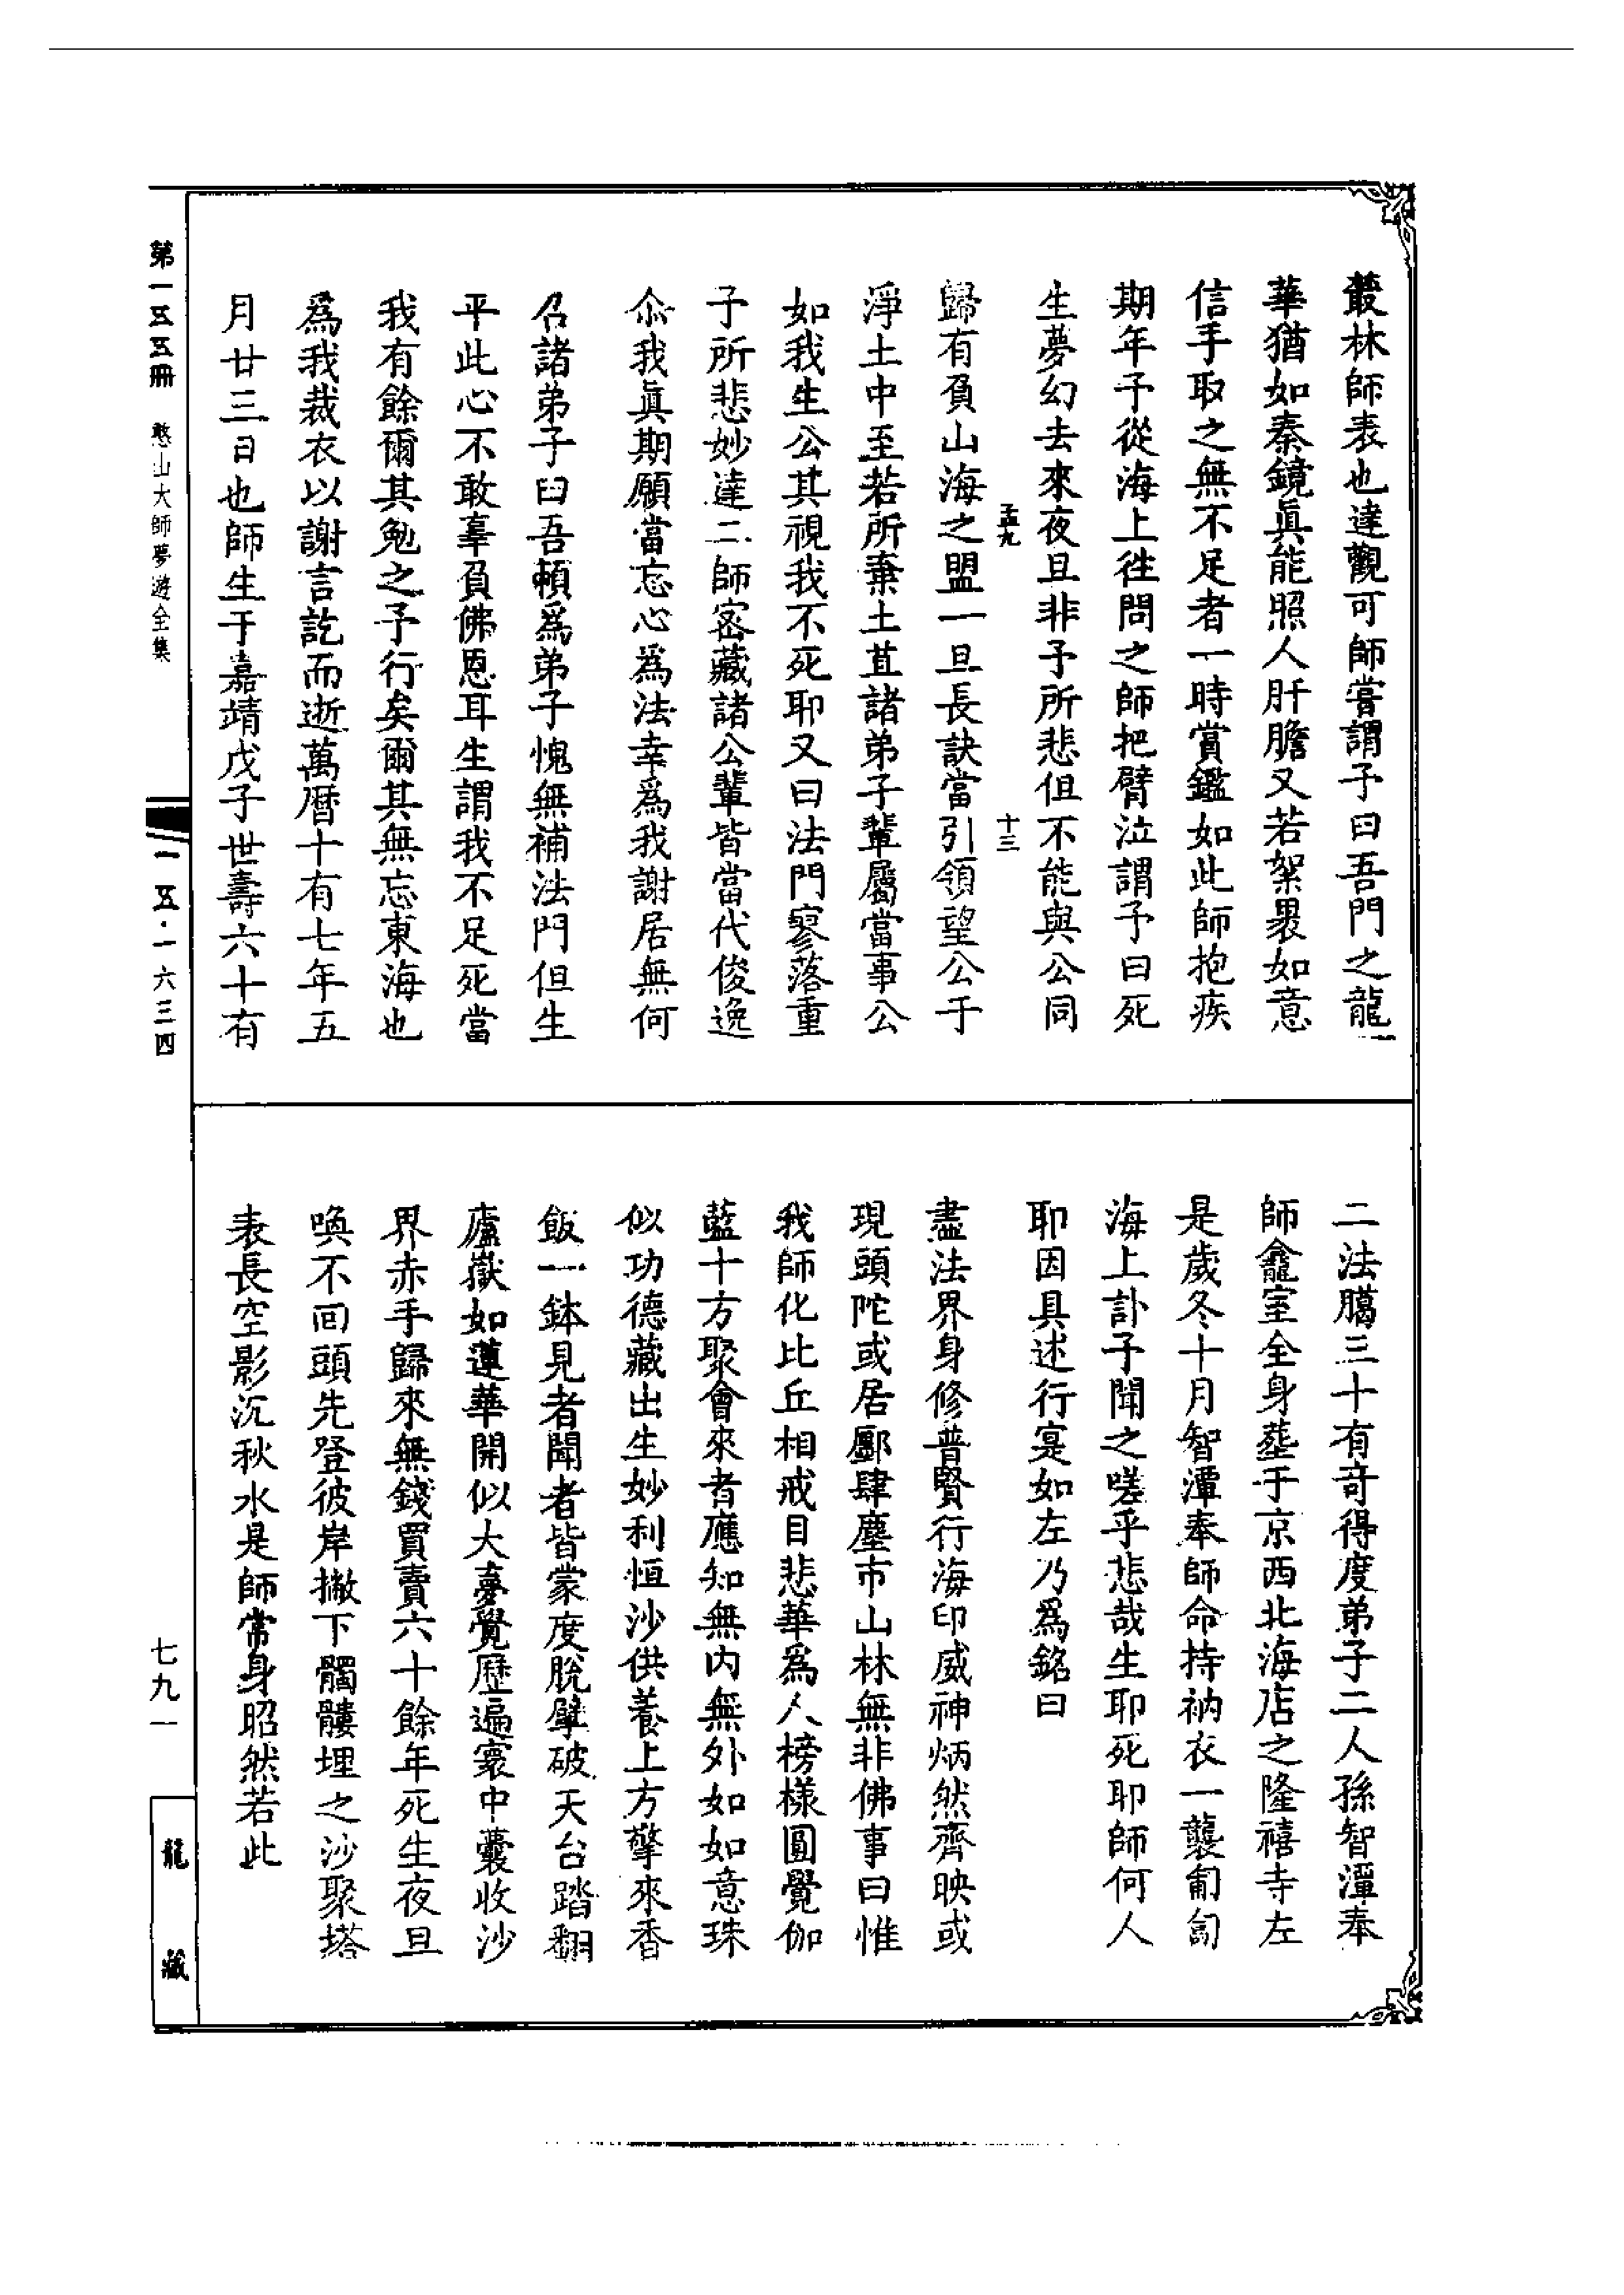 叢林師表也達觀可師嘗謂予曰吾門之龍
華猶如秦鏡眞能照人肝膽又若絮褁如意
信手取之無不足者一時賞鑑如此師抱疾
期年予從海上往問之師把臂泣謂予曰死
生夢幻去來夜旦非予所悲但不能與公同
孟九 十三
歸有負山海之盟一旦長訣當引領望公于
淨土中至若所棄土苴諸弟子輩屬當事公
如我生公其視我不死耶又曰法門寥落重
子所悲妙達二師密藏諸公輩皆當代俊逸
尒我眞期願當忘心爲法幸爲我謝居無何
召諸弟子曰吾頼爲弟子愧無補法門但生
平此心不敢辜負佛恩耳生謂我不足死當
我有餘爾其勉之予行矣爾其無忘東海也
爲我裁衣以謝言訖而逝萬曆十有七年五
月廿三日也師生于嘉靖戊子世壽六十有
二法臘三十有奇得度弟子二人孫智潭奉
師龕室全身葬于京西北海店之隆禧寺左
是歲冬十月智潭奉師命持衲衣一襲匍匐
海上訃予聞之嗟乎悲哉生耶死耶師何人
耶因具述行寔如左乃爲銘曰
盡法界身修普賢行海印威神炳然齊映或
現頭陀或居鄽肆塵市山林無非佛事曰惟
我師化比丘相戒目悲華爲人榜樣圓覺伽
藍十方聚會來者應知無內無外如如意珠
似功德藏出生妙利恒沙供養上方擎來香
飯一鉢見者聞者皆蒙度脫擘破天台踏翻
廬嶽如蓮華開似大夢覺歷遍寰中囊收沙
界赤手歸來無錢買賣六十餘年死生夜旦
喚不回頭先登彼岸撇下髑髏埋之沙聚塔
表長空影沉秋水是師常身昭然若此
第一五五冊 憨山大師夢遊全集
一五·一六三四
七九一
龍藏